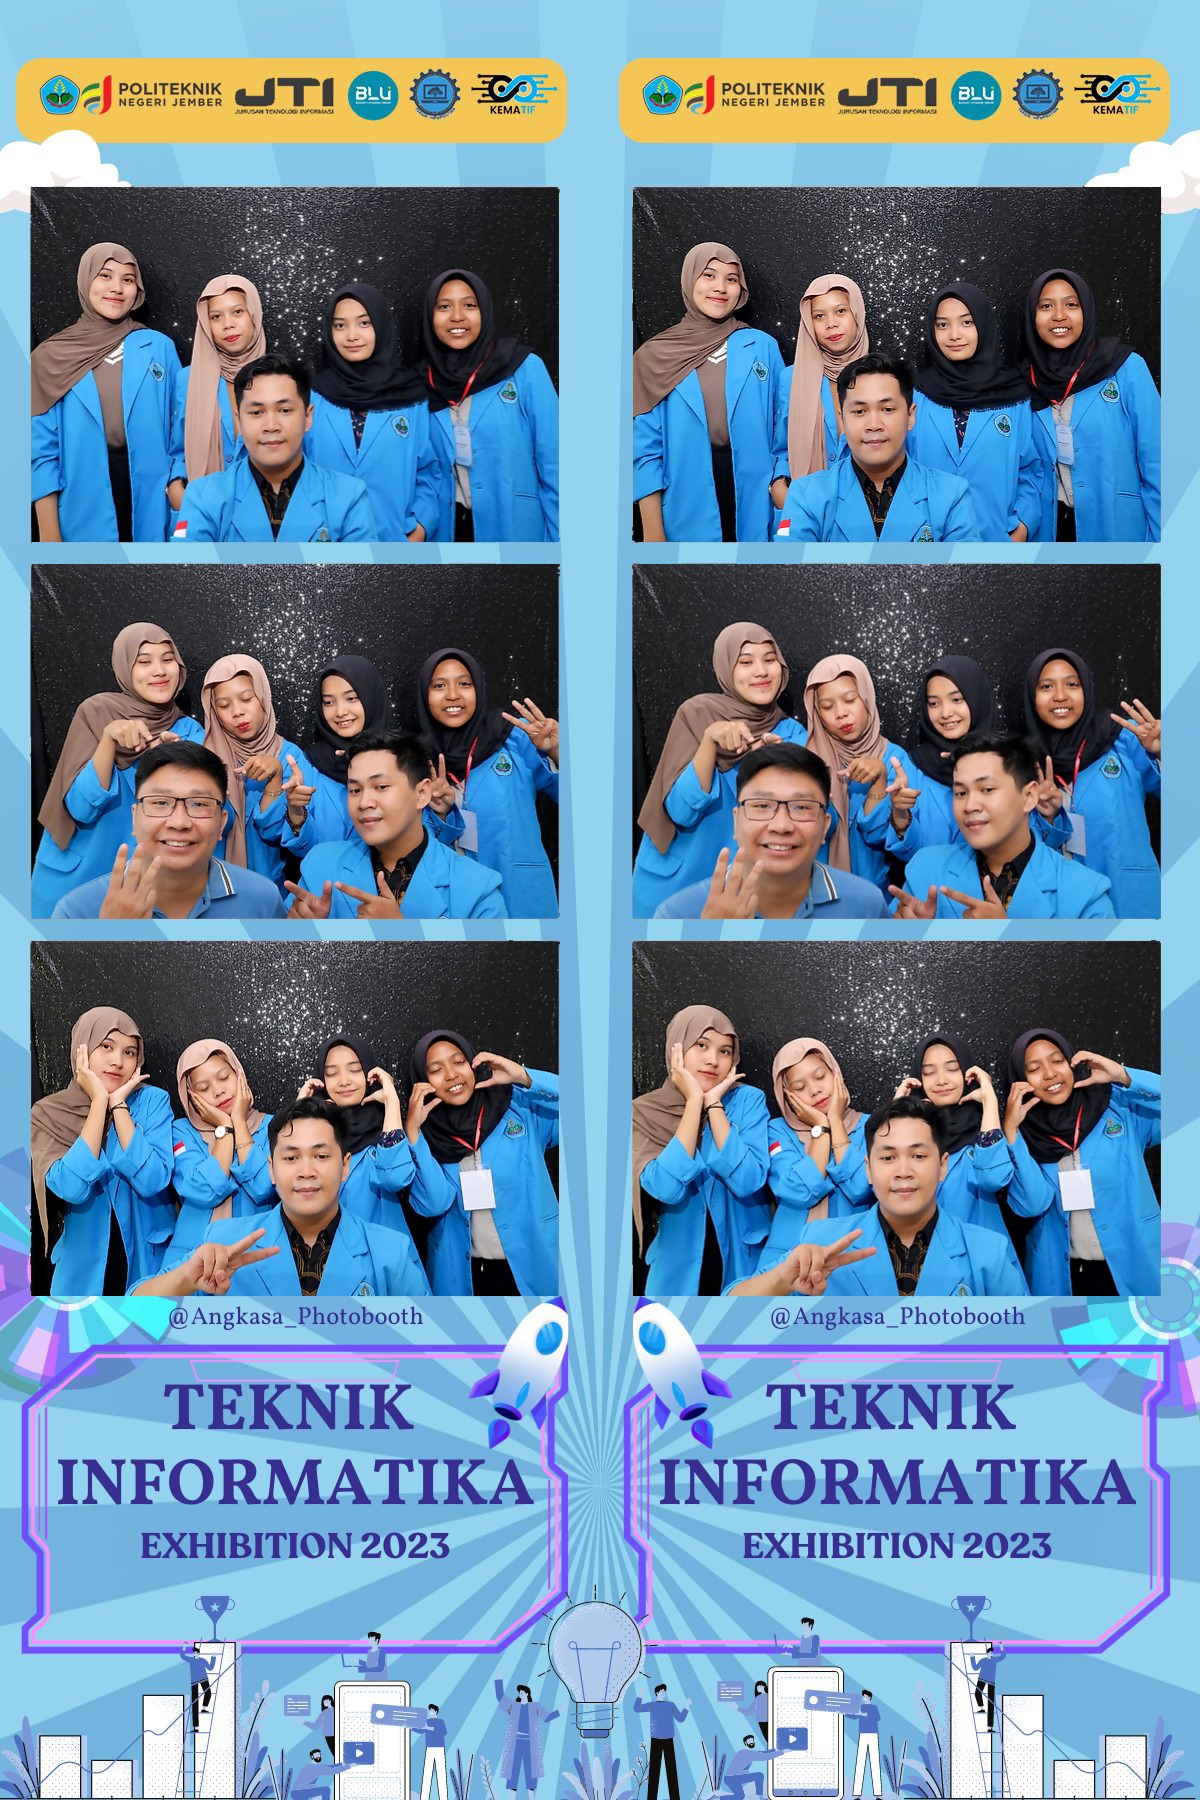 POLITEKNIK
NEGERI JEMBER
JTI
JURUSAN TEKNOLOGI INFORMASI
BLU
KEMATIF
POLITEKNIK
NEGERI JEMBER
JTI
JURUSAN TEKNOLOGI INFORMASI
BLU
KEMATIF
@Angkasa_Photobooth
TEKNIK
INFORMATIKA
EXHIBITION 2023
@Angkasa_Photobooth
TEKNIK
INFORMATIKA
EXHIBITION 2023